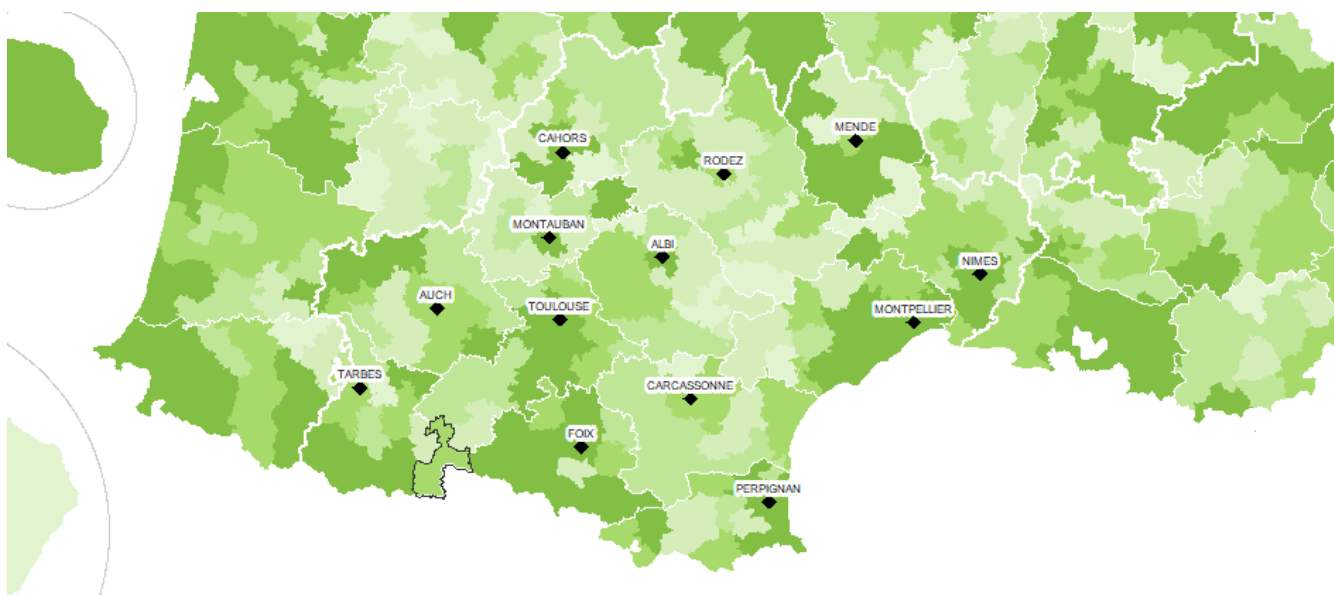 MENDE
CAHORS
RODEZ
MONTAUBAN
ALBI
NIMES
AUCH
TOULOUSE
MONTPELLIER
TARBES
CARCASSONNE
FOIX
PERPIGNAN